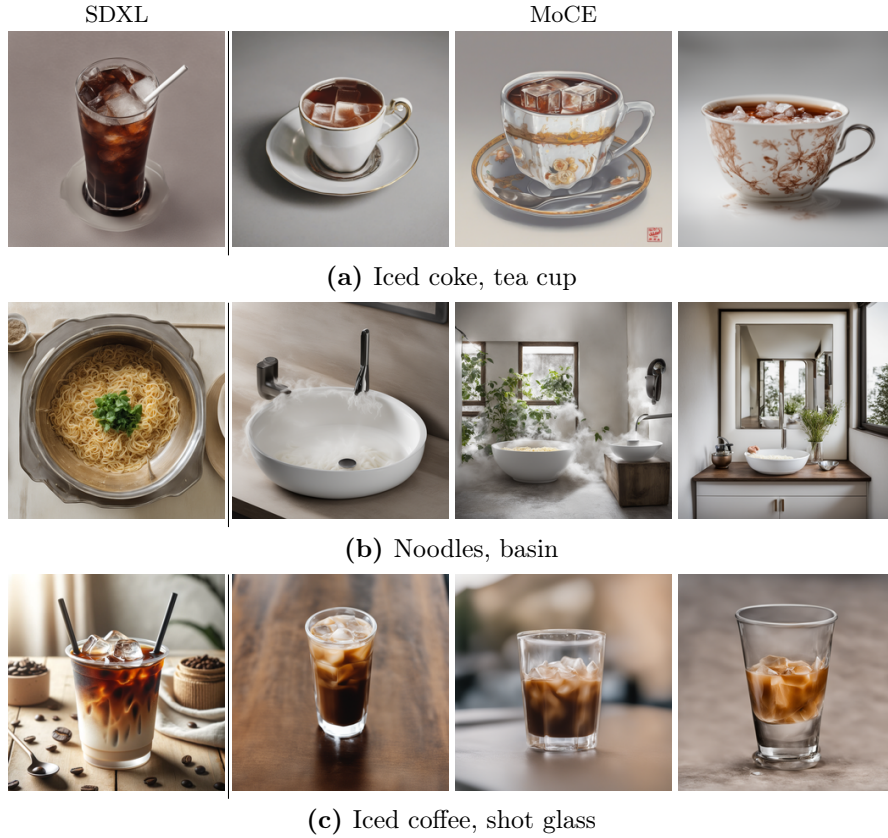 SDXL
MoCE
(a) Iced coke, tea cup
(b) Noodles, basin
(c) Iced coffee, shot glass